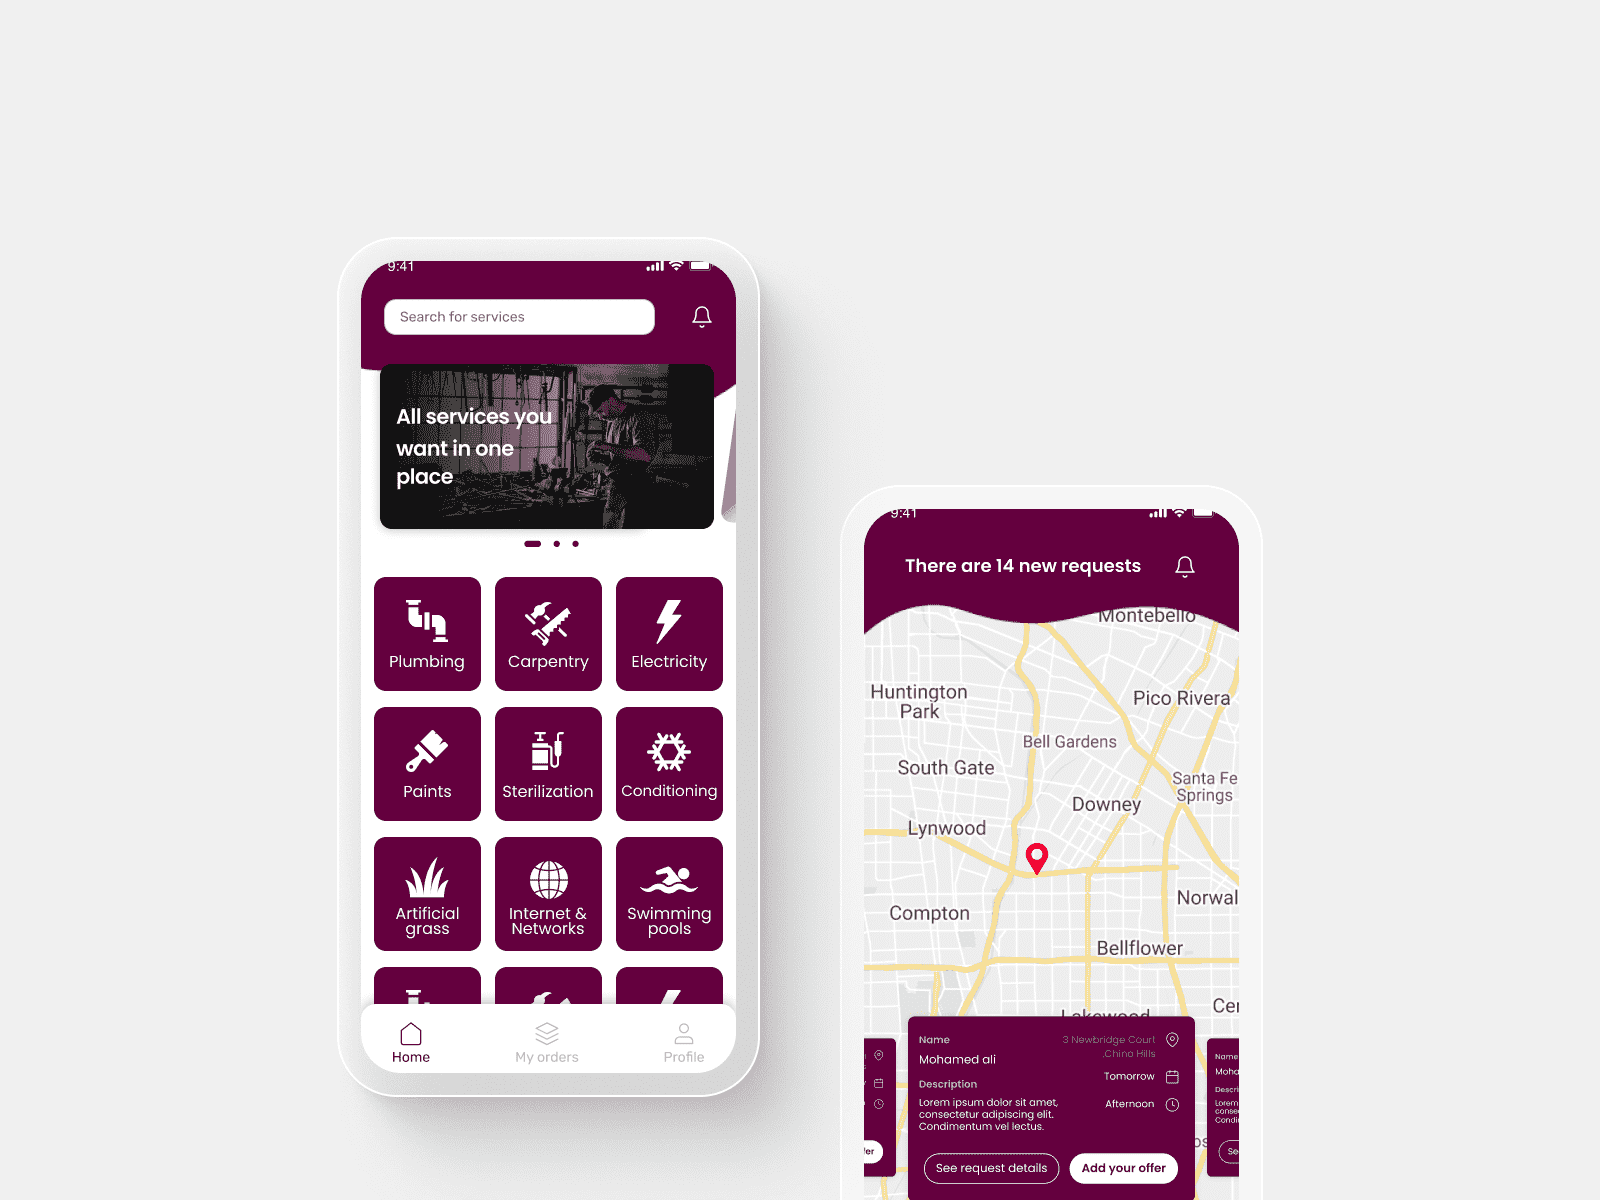 9:41
Search for services
All services you
want in one
place
Plumbing
Carpentry
Electricity
Paints
Sterilization
Conditioning
Artificial
grass
Internet &
Networks
Swimming
pools
Home
My orders
Profile
9:41
There are 14 new requests
Montebello
Huntington
Park
Pico Rivera
Bell Gardens
South Gate
Santa Fe
Springs
Downey
Lynwood
Compton
Norwal
Bellflower
Cer
Lakewood
Name
3 Newbridge Court
,Chino Hills
Mohamed ali
Tomorrow
Description
Afternoon
Lorem ipsum dolor sit amet,
consectetur adipiscing elit.
Condimentum vel lectus.
See request details
Add your offer
Name
Moha
Descri
Lorem
conse
Condi
Se